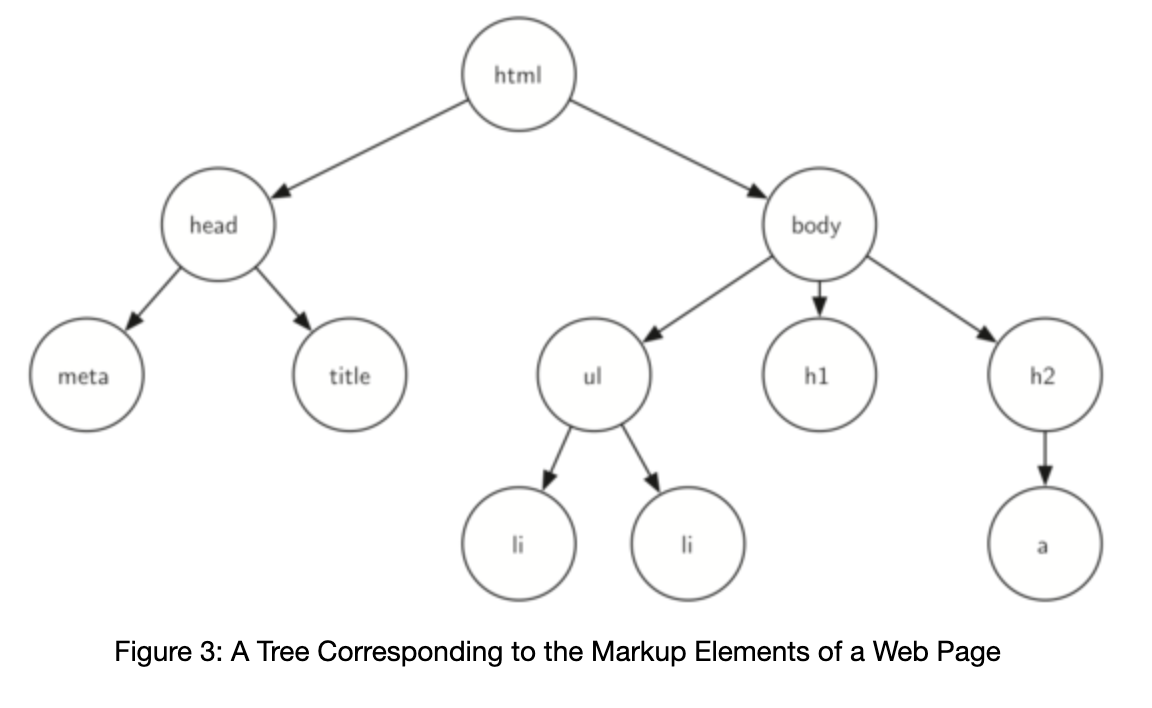 html
head
body
meta
title
ul
h1
h2
li
li
a
Figure 3: A Tree Corresponding to the Markup Elements of a Web Page